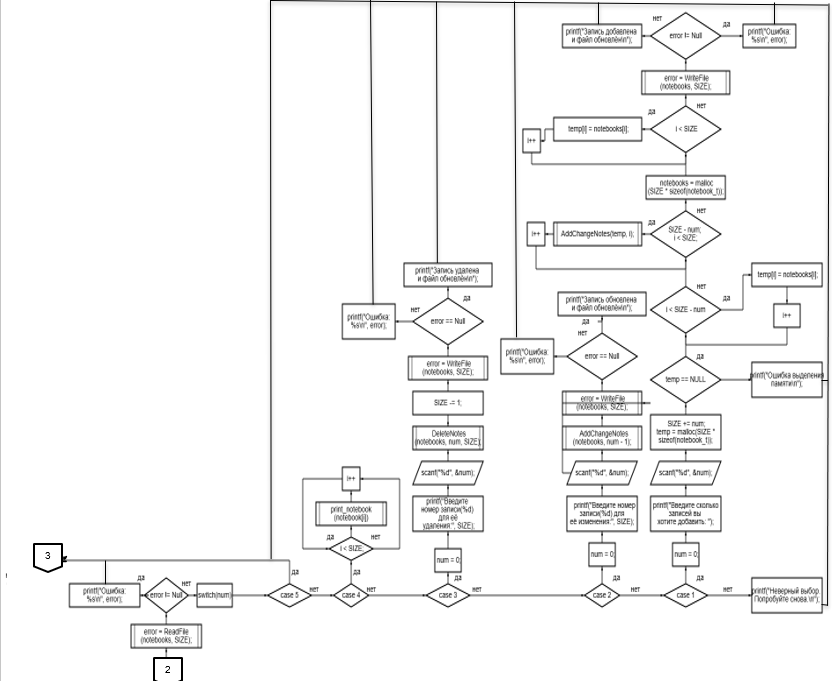 нет
да
printf("Запись добавлена
и файл обновлён\n");
error != Null
printf("Ошибка:
%s\n", error);
error = WriteFile
(notebooks, SIZE);
да
нет
temp[i] = notebooks[i];
i < SIZE
i++
notebooks = malloc
(SIZE * sizeof(notebook_t));
нет
да
i++
AddChangeNotes(temp, i);
SIZE - num;
i < SIZE;
printf("Запись удалена
и файл обновлён\n");
нет
temp[i] = notebooks[i];
да
нет
printf("Ошибка:
%s\n", error);
error == Null
printf("Запись обновлена
и файл обновлён\n");
да
нет
i < SIZE - num
да
i++
printf("Ошибка:
%s\n", error);
error == Null
да
error = WriteFile
(notebooks, SIZE);
temp == NULL
printf("Ошибка выделения
памяти\n");
SIZE -= 1;
error = WriteFile
(notebooks, SIZE);
DeleteNotes
(notebooks, num, SIZE);
AddChangeNotes
(notebooks, num - 1);
SIZE += num;
temp = malloc(SIZE *
sizeof(notebook_t));
i++
scanf("%d", &num);
scanf("%d", &num);
scanf("%d", &num);
print_notebook
(notebook[i])
printf("Введите
номер записи(%d)
для её
удаления:", SIZE);
printf("Введите номер
записи(%d) для
её изменения:", SIZE);
printf("Введите сколько
записей вы
хотите добавить: ");
да
i < SIZE;
нет
num = 0;
num = 0;
num = 0;
3
да
да
да
да
да
да
нет
printf("Ошибка:
%s\n", error);
error != Null
switch(num)
case 5
нет
case 4
нет
case 3
нет
case 2
нет
case 1
нет
printf("Неверный выбор.
Попробуйте снова.\n");
error = ReadFile
(notebooks, SIZE);
2